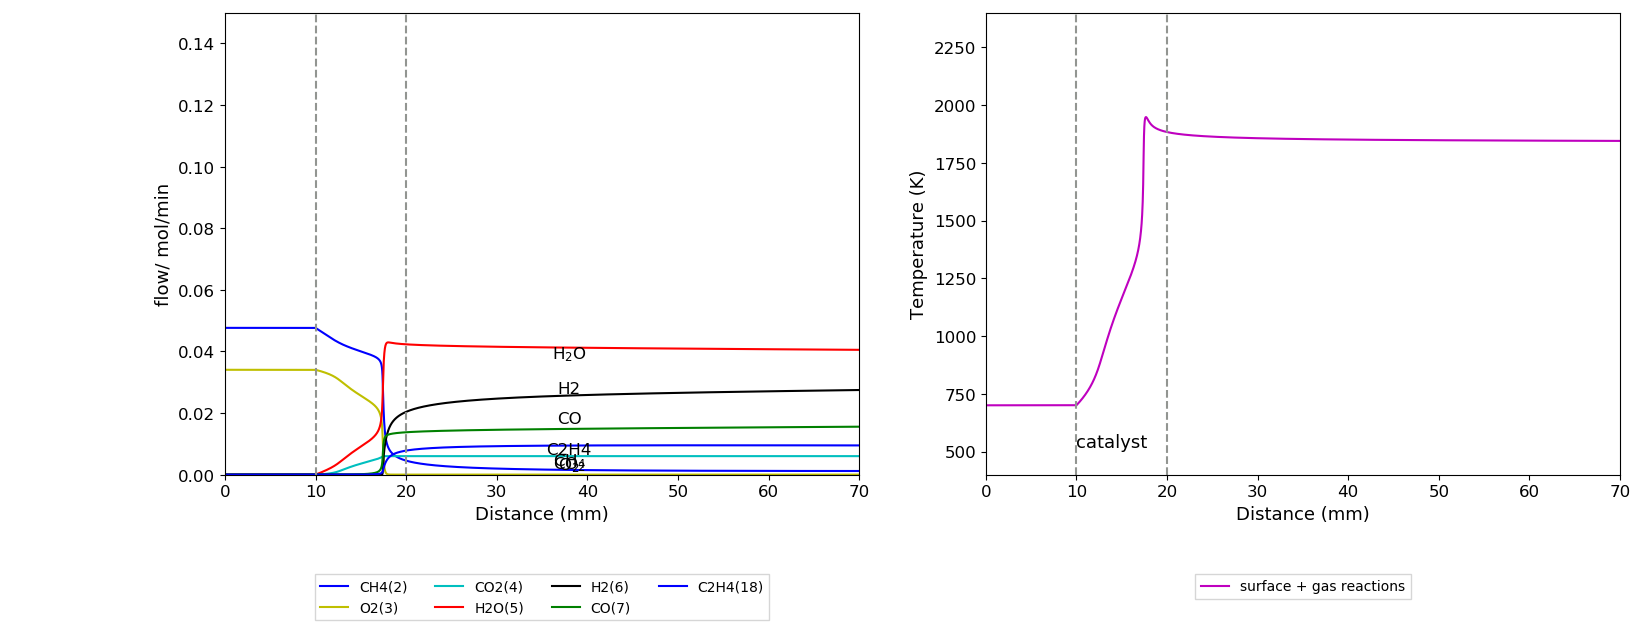 0.14
0.12
0.10
0.08
0.06
0.04
0.02
0.00
flow/ mol/min
H₂O
H2
CO
C2H4
0 10 20 30 40 50 60 70
Distance (mm)
CH4(2) CO2(4) H2(6) C2H4(18)
O2(3) H2O(5) CO(7)
2250
2000
1750
1500
1250
1000
750
500
Temperature (K)
catalyst
0 10 20 30 40 50 60 70
Distance (mm)
surface + gas reactions